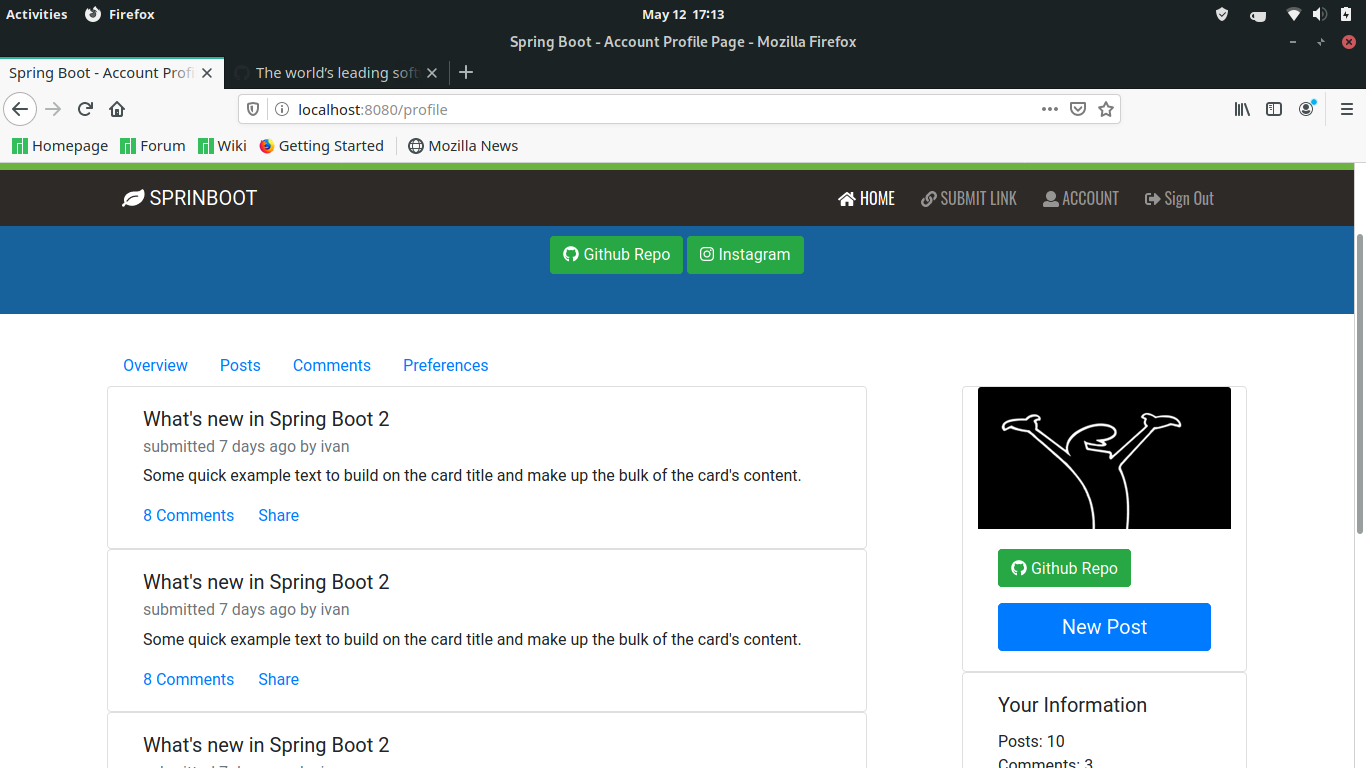 Activities Firefox May 12 17:13
Spring Boot - Account Profile Page - Mozilla Firefox
Spring Boot - Account Profi The world's leading soft
localhost:8080/profile
Homepage Forum Wiki Getting Started Mozilla News
SPRINBOOT HOME SUBMIT LINK ACCOUNT Sign Out
Github Repo Instagram
Overview Posts Comments Preferences
What's new in Spring Boot 2
submitted 7 days ago by ivan
Some quick example text to build on the card title and make up the bulk of the card's content.
8 Comments Share
What's new in Spring Boot 2
submitted 7 days ago by ivan
Some quick example text to build on the card title and make up the bulk of the card's content.
8 Comments Share
What's new in Spring Boot 2
Github Repo
New Post
Your Information
Posts: 10
Comments: 3